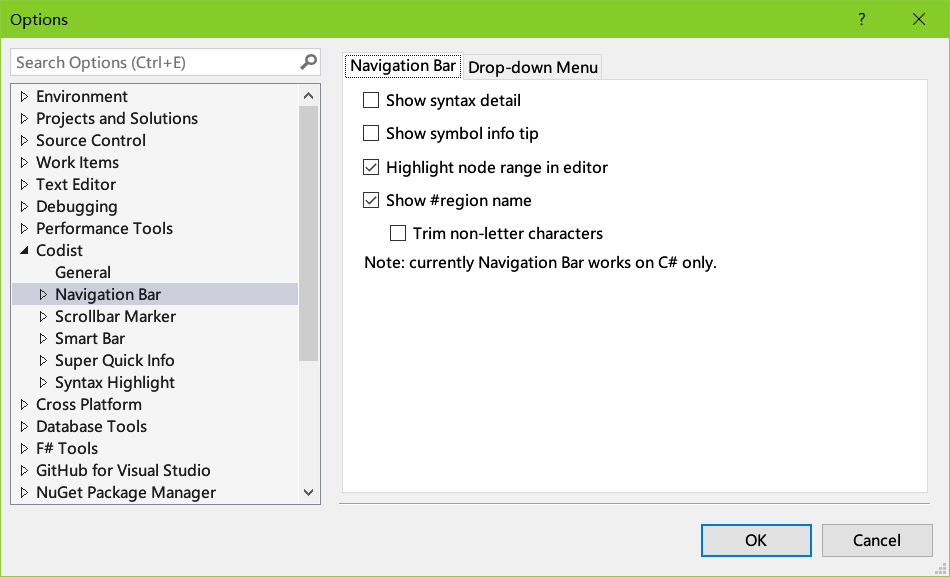 Options
?
Search Options (Ctrl+E)
Environment
Projects and Solutions
Source Control
Work Items
Text Editor
Debugging
Performance Tools
Codist
General
Navigation Bar
Scrollbar Marker
Smart Bar
Super Quick Info
Syntax Highlight
Cross Platform
Database Tools
F# Tools
GitHub for Visual Studio
NuGet Package Manager
Navigation Bar Drop-down Menu
Show syntax detail
Show symbol info tip
Highlight node range in editor
Show #region name
Trim non-letter characters
Note: currently Navigation Bar works on C# only.
OK Cancel